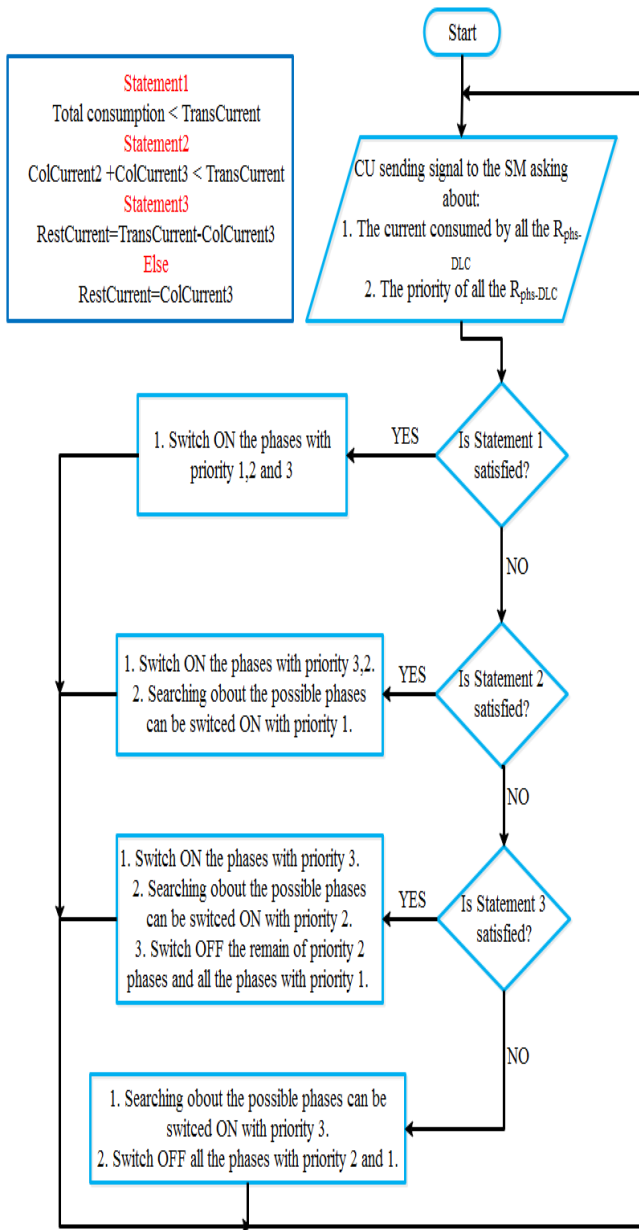 Start
Statement1
Total consumption < TransCurrent
Statement2
ColCurrent2 +ColCurrent3 < TransCurrent
Statement3
RestCurrent=TransCurrent-ColCurrent3
Else
RestCurrent=ColCurrent3
CU sending signal to the SM asking
about:
1. The current consumed by all the Rphs-
DLC
2. The priority of all the Rphs-DLC
Is Statement 1
satisfied?
YES
1. Switch ON the phases with
priority 1,2 and 3
NO
Is Statement 2
satisfied?
YES
1. Switch ON the phases with priority 3,2.
2. Searching obout the possible phases
can be switced ON with priority 1.
NO
Is Statement 3
satisfied?
YES
1. Switch ON the phases with priority 3.
2. Searching obout the possible phases
can be switced ON with priority 2.
3. Switch OFF the remain of priority 2
phases and all the phases with priority 1.
NO
1. Searching obout the possible phases can be
switced ON with priority 3.
2. Switch OFF all the phases with priority 2 and 1.